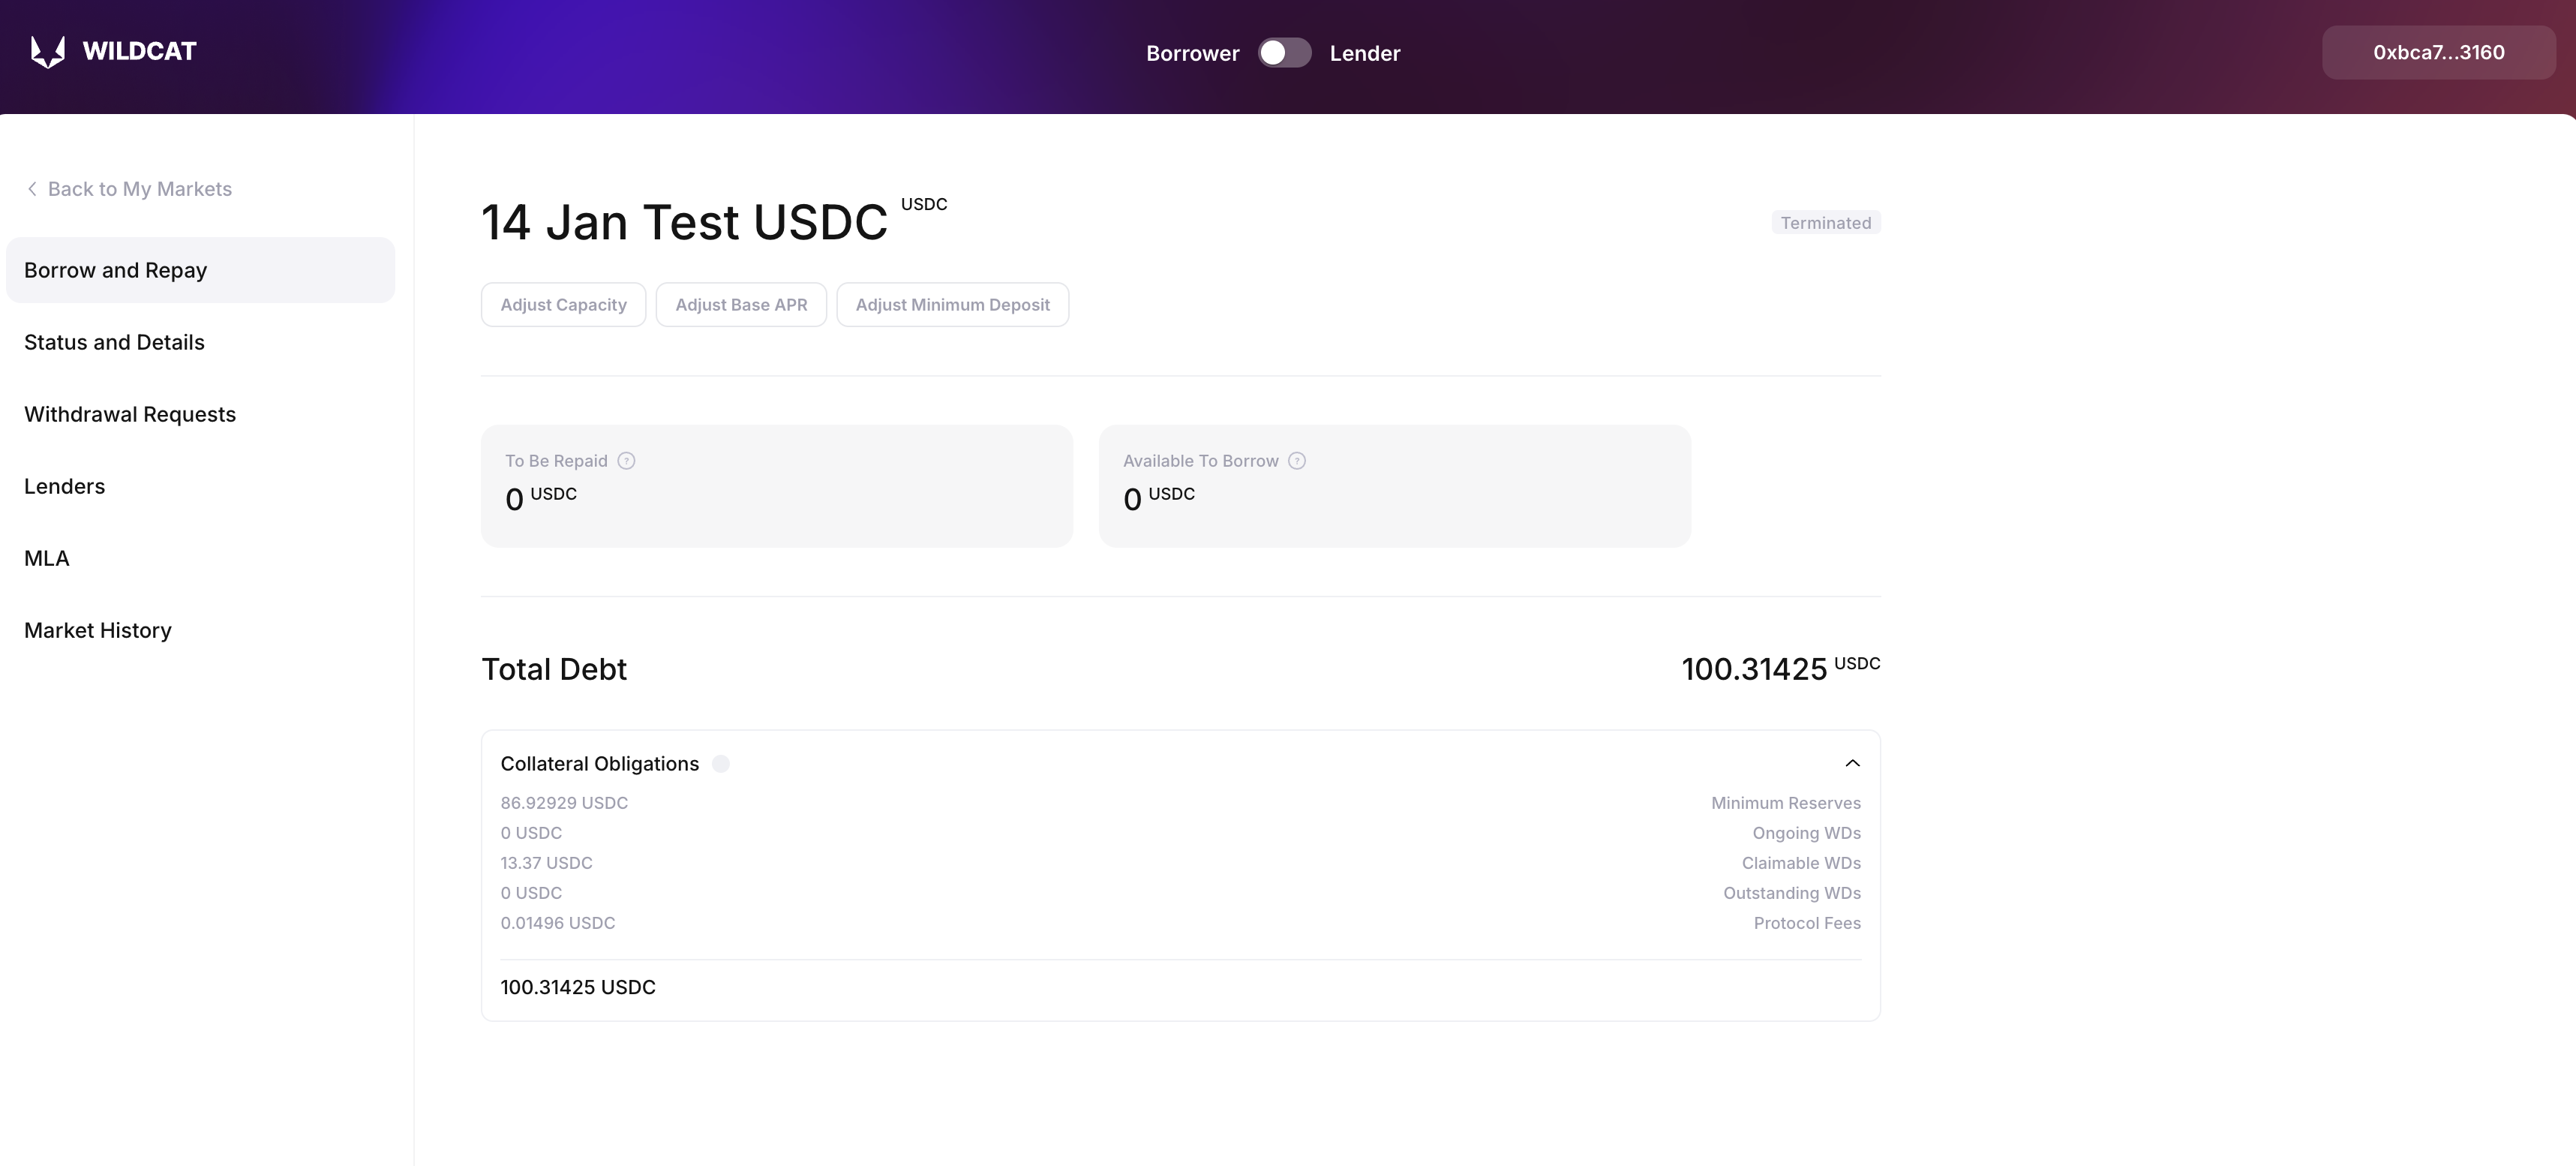 WILDCAT
Borrower Lender
0xbca7...3160
Back to My Markets
Borrow and Repay
Status and Details
Withdrawal Requests
Lenders
MLA
Market History
14 Jan Test USDC USDC
Terminated
Adjust Capacity Adjust Base APR Adjust Minimum Deposit
To Be Repaid ?
0 USDC
Available To Borrow ?
0 USDC
Total Debt 100.31425 USDC
Collateral Obligations
86.92929 USDC Minimum Reserves
0 USDC Ongoing WDs
13.37 USDC Claimable WDs
0 USDC Outstanding WDs
0.01496 USDC Protocol Fees
100.31425 USDC